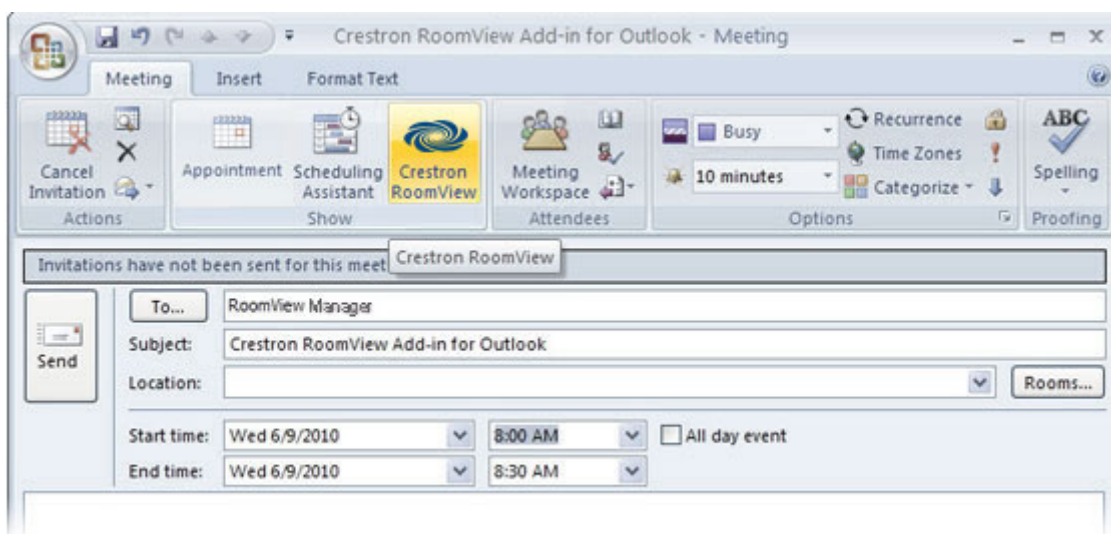 Crestron RoomView Add-in for Outlook - Meeting
Meeting Insert Format Text
Cancel Invitation
Appointment
Scheduling Assistant
Crestron RoomView
Meeting Workspace
Busy
10 minutes
Recurrence
Time Zones
Categorize
ABC
Spelling
Actions Show Attendees Options Proofing
Crestron RoomView
Invitations have not been sent for this meet
Send
To... RoomView Manager
Subject: Crestron RoomView Add-in for Outlook
Location: Rooms...
Start time: Wed 6/9/2010 8:00 AM All day event
End time: Wed 6/9/2010 8:30 AM